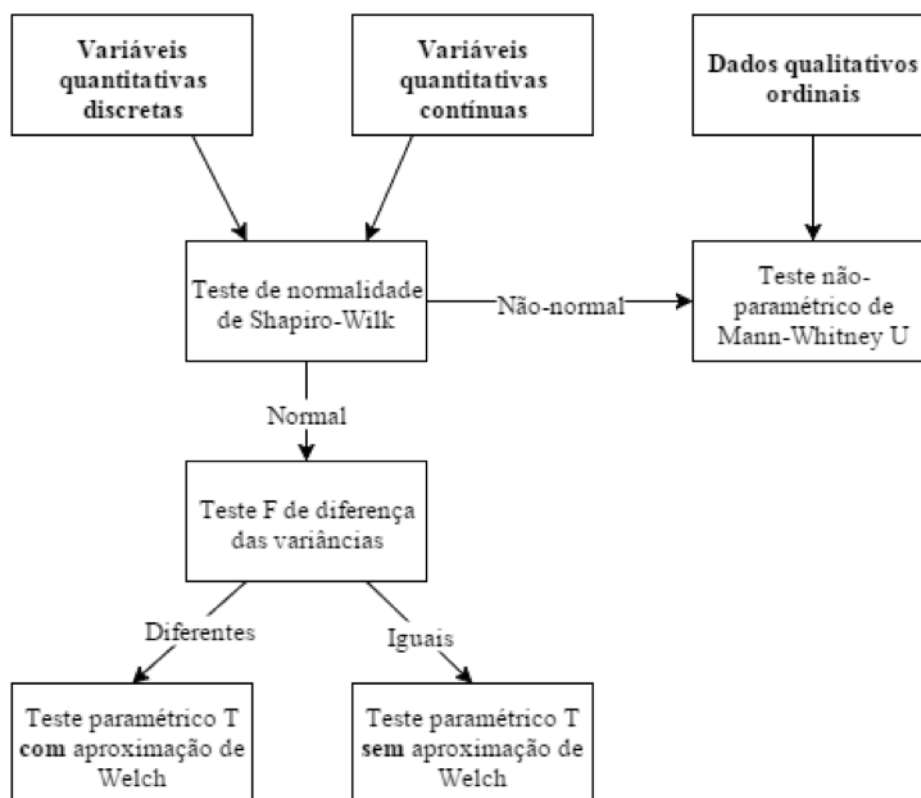 Variáveis
quantitativas
discretas
Variáveis
quantitativas
contínuas
Dados qualitativos
ordinais
Teste de normalidade
de Shapiro-Wilk
Não-normal
Teste não-
paramétrico de
Mann-Whitney U
Normal
Teste F de diferença
das variâncias
Diferentes
Iguais
Teste paramétrico T
com aproximação de
Welch
Teste paramétrico T
sem aproximação de
Welch